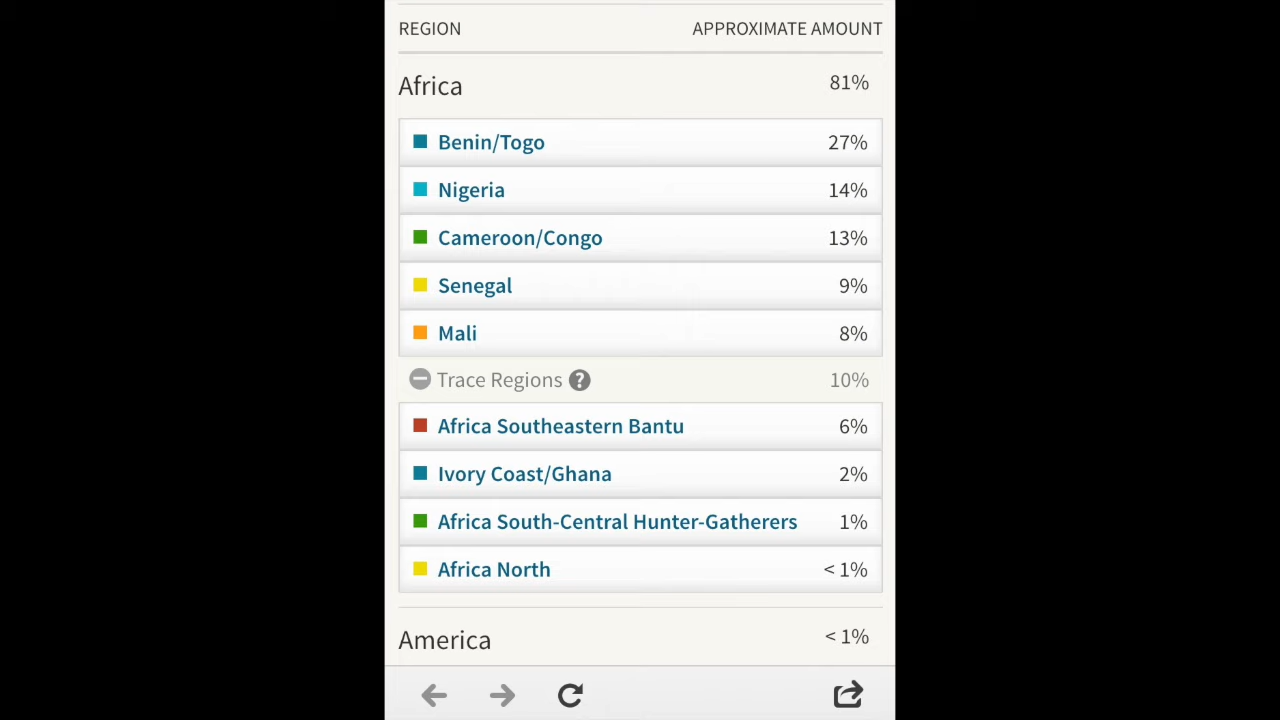 REGION APPROXIMATE AMOUNT
Africa 81%
Benin/Togo 27%
Nigeria 14%
Cameroon/Congo 13%
Senegal 9%
Mali 8%
Trace Regions ? 10%
Africa Southeastern Bantu 6%
Ivory Coast/Ghana 2%
Africa South-Central Hunter-Gatherers 1%
Africa North < 1%
America < 1%